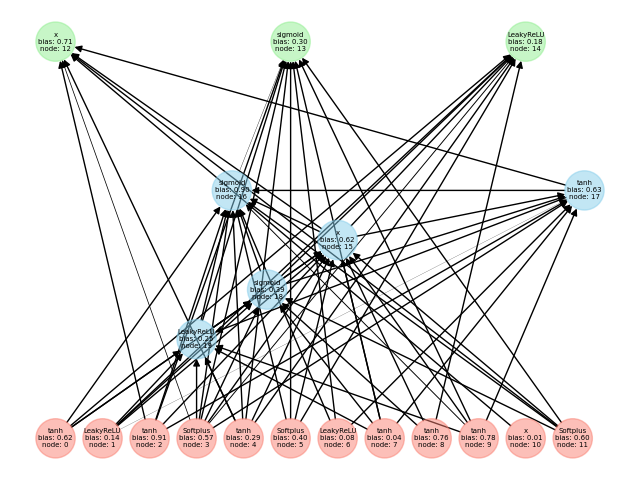 x
bias: 0.71
node: 12
sigmoid
bias: 0.30
node: 13
LeakyReLU
bias: 0.18
node: 14
sigmoid
bias: 0.90
node: 16
tanh
bias: 0.63
node: 17
x
bias: 0.62
node: 15
sigmoid
bias: 0.39
node: 18
LeakyReLU
bias: 0.25
node: 19
tanh
bias: 0.62
node: 0
LeakyReLU
bias: 0.14
node: 1
tanh
bias: 0.91
node: 2
Softplus
bias: 0.57
node: 3
tanh
bias: 0.29
node: 4
Softplus
bias: 0.40
node: 5
LeakyReLU
bias: 0.08
node: 6
tanh
bias: 0.04
node: 7
tanh
bias: 0.76
node: 8
tanh
bias: 0.78
node: 9
x
bias: 0.01
node: 10
Softplus
bias: 0.60
node: 11